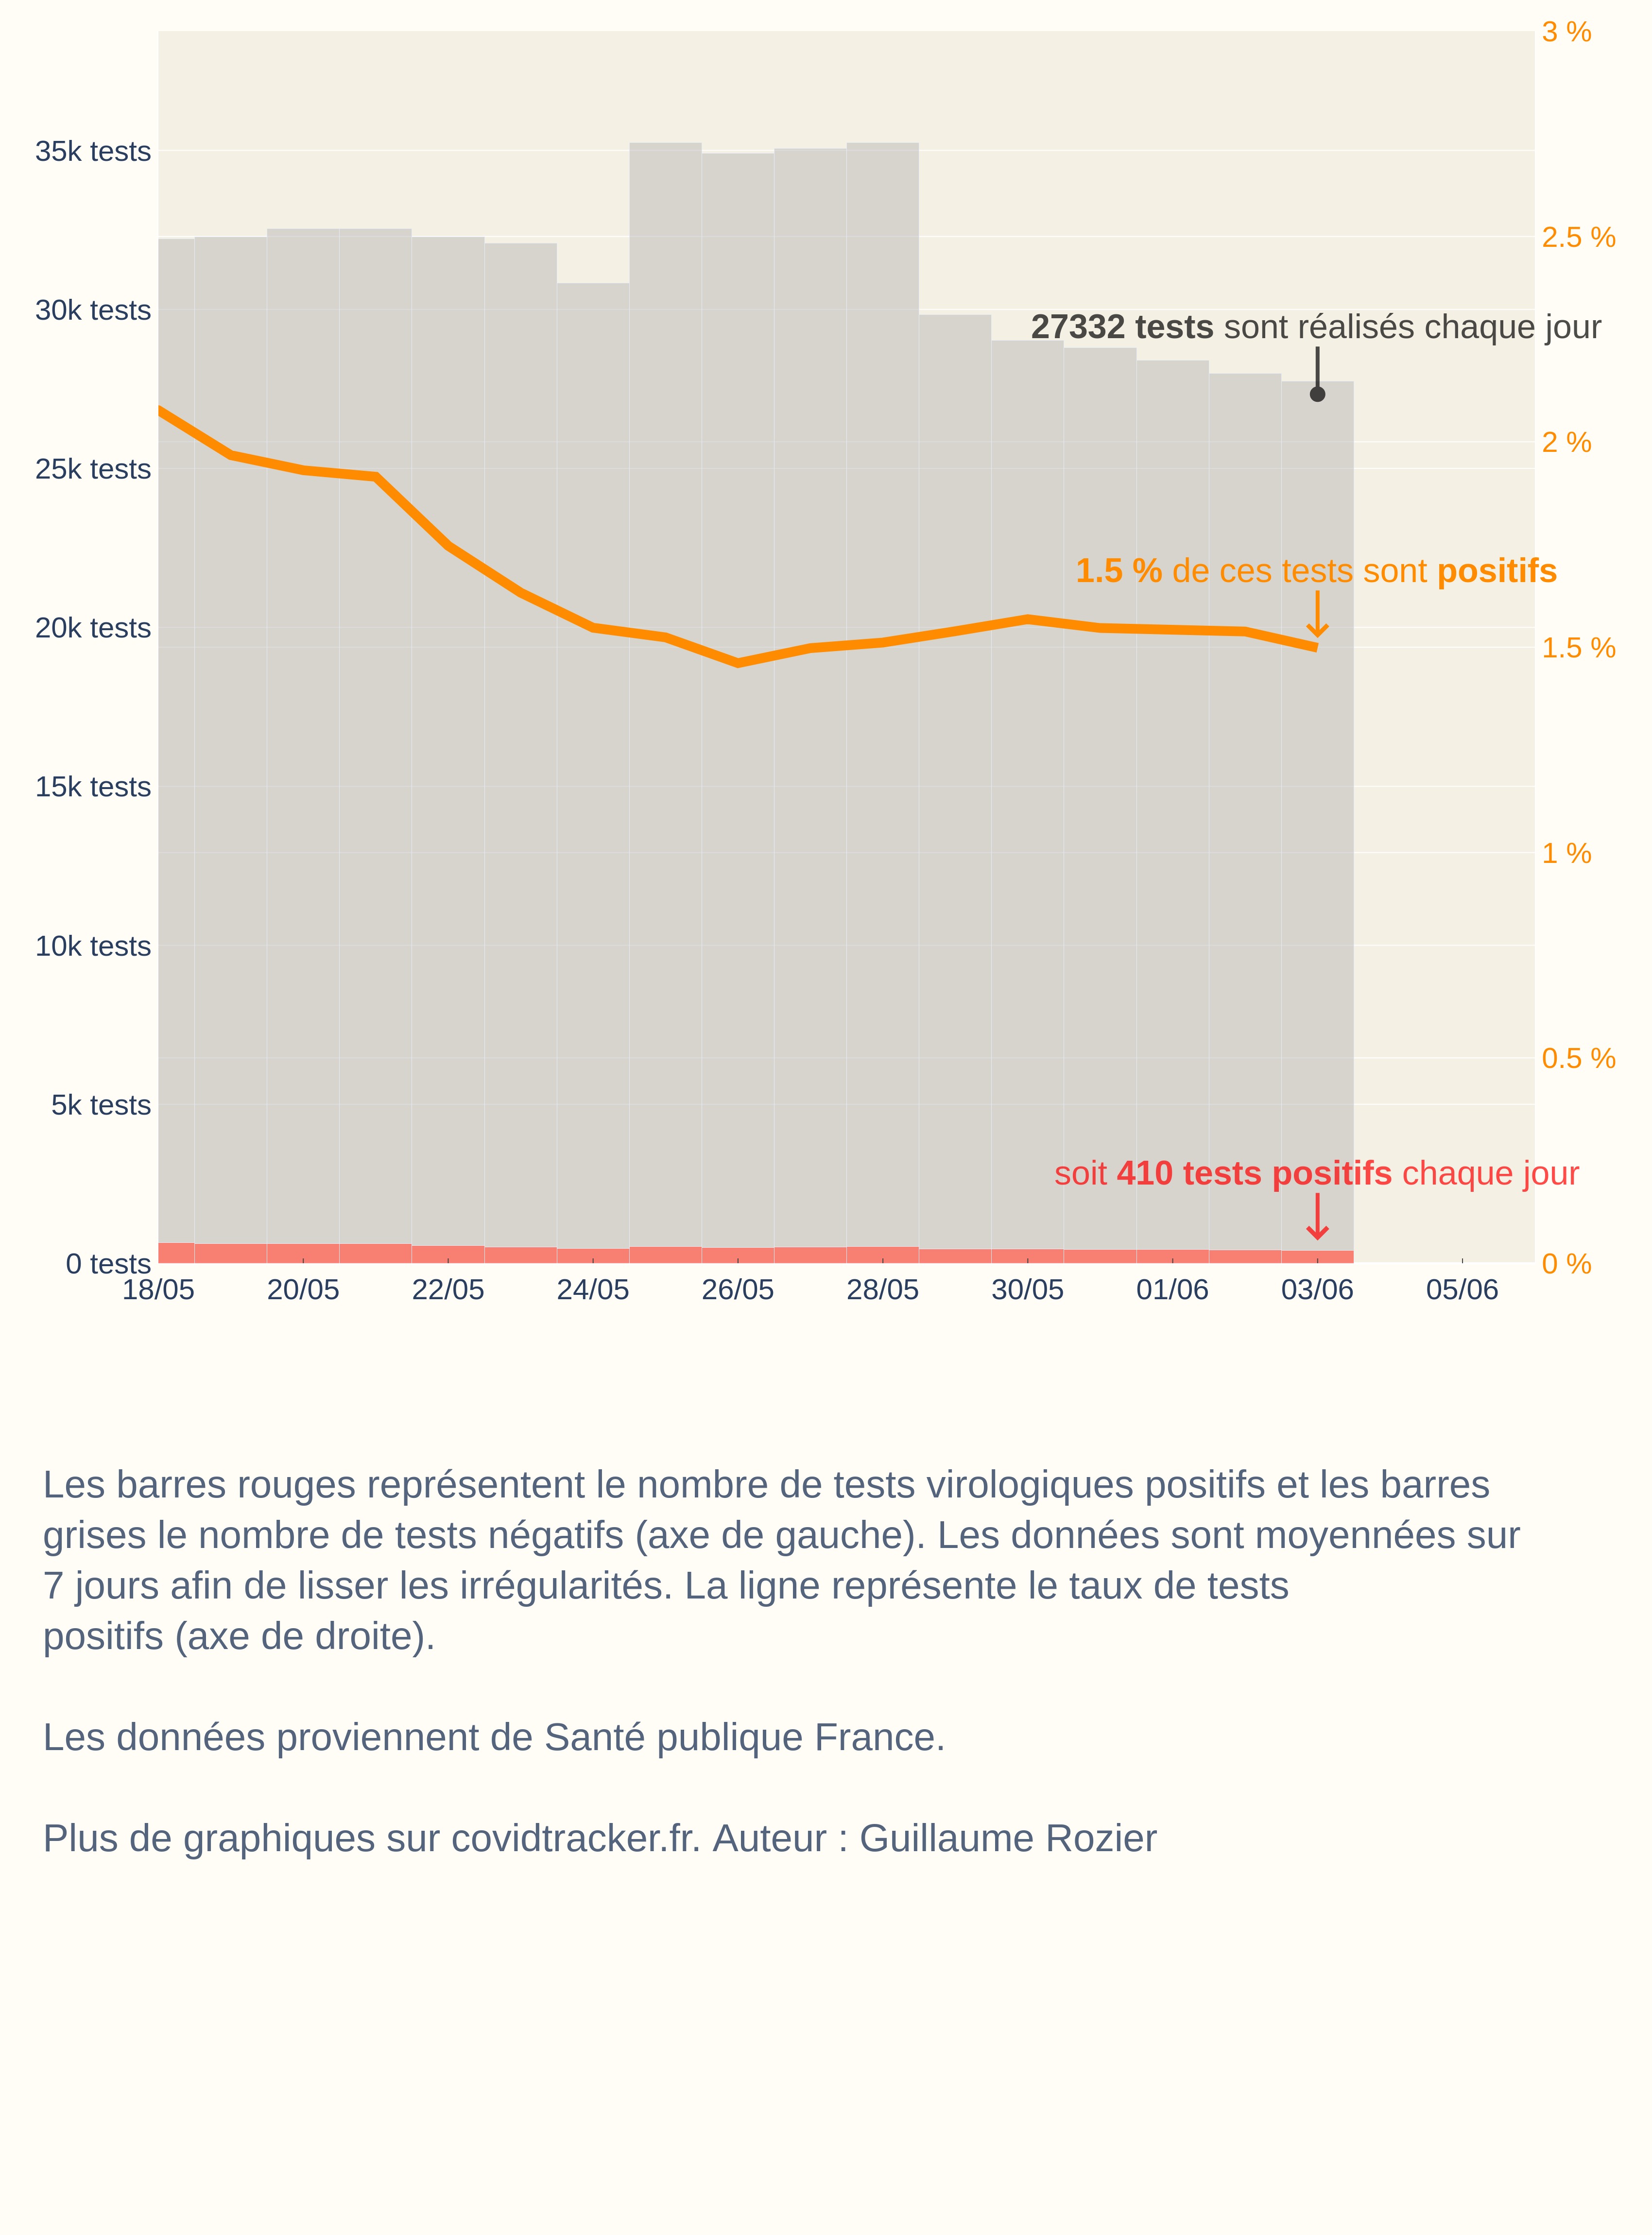 3 %
35k tests
2.5 %
30k tests
27332 tests sont réalisés chaque jour
2 %
25k tests
1.5 % de ces tests sont positifs
20k tests
1.5 %
15k tests
1 %
10k tests
0.5 %
5k tests
soit 410 tests positifs chaque jour
0 tests
0 %
18/05 20/05 22/05 24/05 26/05 28/05 30/05 01/06 03/06 05/06
Les barres rouges représentent le nombre de tests virologiques positifs et les barres
grises le nombre de tests négatifs (axe de gauche). Les données sont moyennées sur
7 jours afin de lisser les irrégularités. La ligne représente le taux de tests
positifs (axe de droite).
Les données proviennent de Santé publique France.
Plus de graphiques sur covidtracker.fr. Auteur : Guillaume Rozier